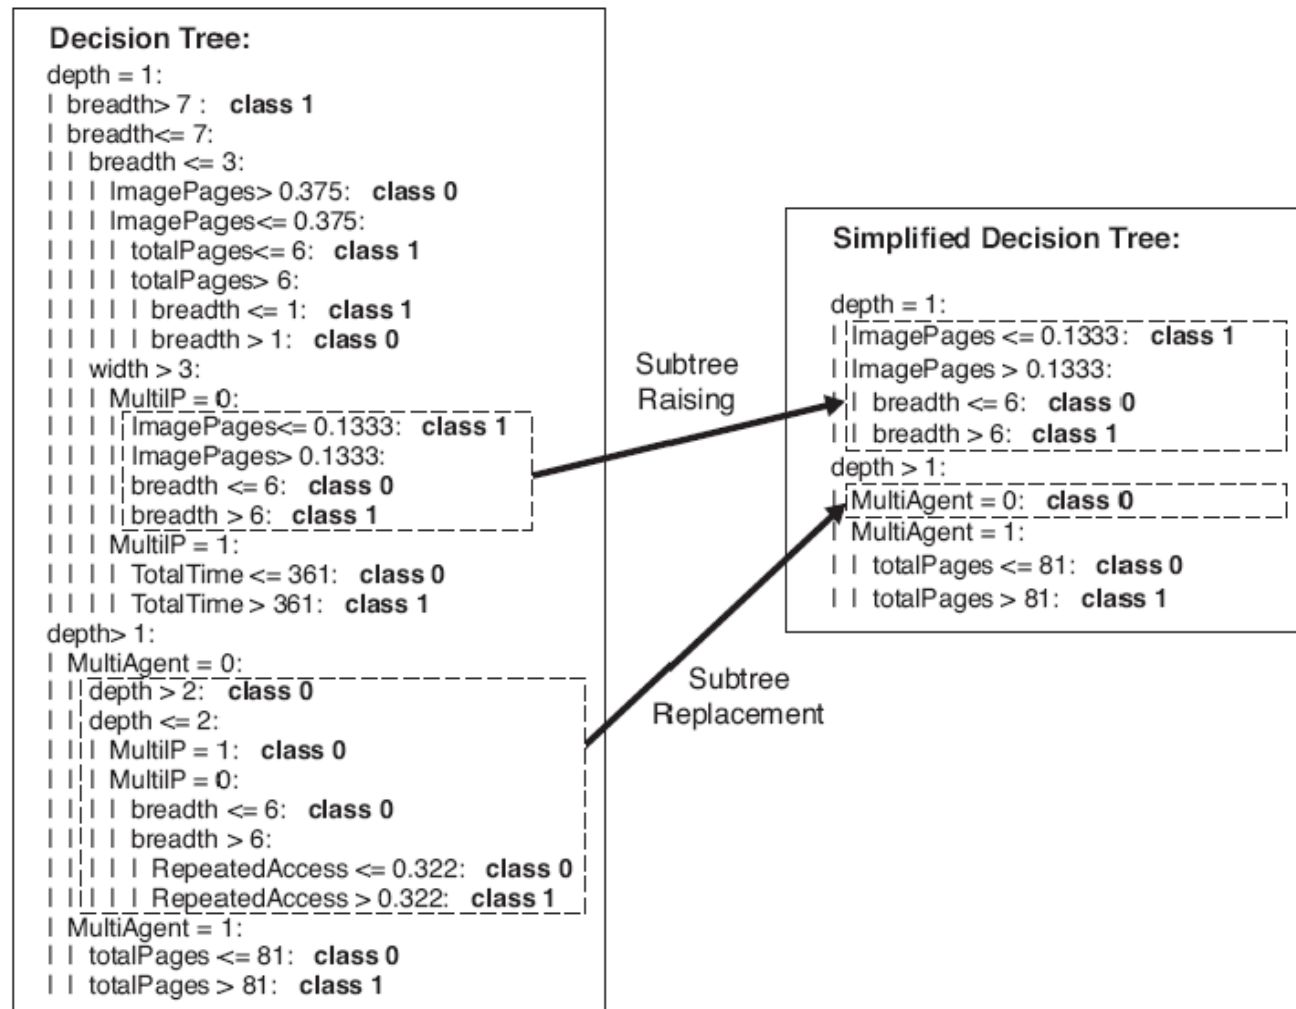 Decision Tree:
depth = 1:
| breadth> 7 : class 1
| breadth<= 7:
| | breadth <= 3:
| | | ImagePages> 0.375: class 0
| | | ImagePages<= 0.375:
| | | | totalPages<= 6: class 1
| | | | totalPages> 6:
| | | | | breadth <= 1: class 1
| | | | | breadth > 1: class 0
| | width > 3:
| | | MultiIP = 0:
| | | | ImagePages<= 0.1333: class 1
| | | | ImagePages> 0.1333:
| | | | breadth <= 6: class 0
| | | | breadth > 6: class 1
| | | MultiIP = 1:
| | | | TotalTime <= 361: class 0
| | | | TotalTime > 361: class 1
depth> 1:
| MultiAgent = 0:
| | depth > 2: class 0
| | depth <= 2:
| | | MultiIP = 1: class 0
| | | MultiIP = 0:
| | | | breadth <= 6: class 0
| | | | breadth > 6:
| | | | | RepeatedAccess <= 0.322: class 0
| | | | | RepeatedAccess > 0.322: class 1
| MultiAgent = 1:
| | totalPages <= 81: class 0
| | totalPages > 81: class 1
Subtree
Raising
Subtree
Replacement
Simplified Decision Tree:
depth = 1:
| ImagePages <= 0.1333: class 1
| ImagePages > 0.1333:
| | breadth <= 6: class 0
| | breadth > 6: class 1
depth > 1:
| MultiAgent = 0: class 0
| MultiAgent = 1:
| | totalPages <= 81: class 0
| | totalPages > 81: class 1